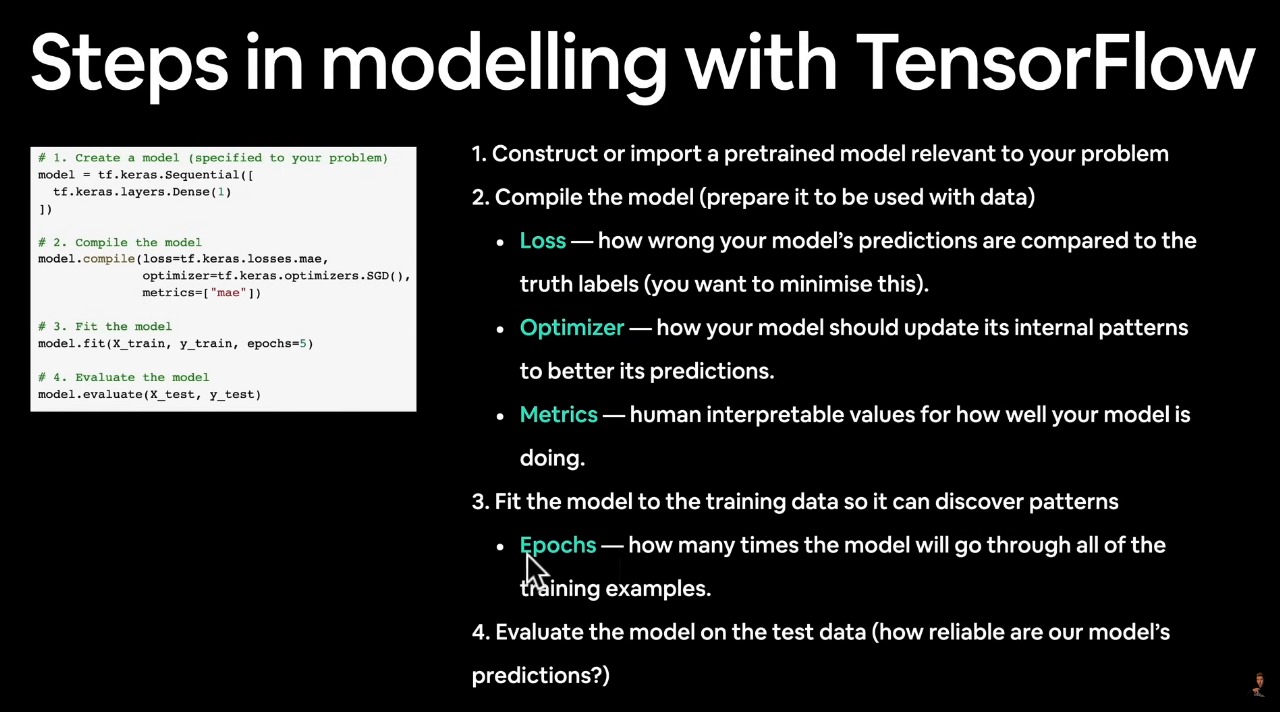 Steps in modelling with TensorFlow
# 1. Create a model (specified to your problem)
model = tf.keras.Sequential([
  tf.keras.layers.Dense(1)
])
# 2. Compile the model
model.compile(loss=tf.keras.losses.mae,
              optimizer=tf.keras.optimizers.SGD(),
              metrics=["mae"])
# 3. Fit the model
model.fit(X_train, y_train, epochs=5)
# 4. Evaluate the model
model.evaluate(X_test, y_test)
1. Construct or import a pretrained model relevant to your problem
2. Compile the model (prepare it to be used with data)
• Loss — how wrong your model’s predictions are compared to the
truth labels (you want to minimise this).
• Optimizer — how your model should update its internal patterns
to better its predictions.
• Metrics — human interpretable values for how well your model is
doing.
3. Fit the model to the training data so it can discover patterns
• Epochs — how many times the model will go through all of the
training examples.
4. Evaluate the model on the test data (how reliable are our model’s
predictions?)